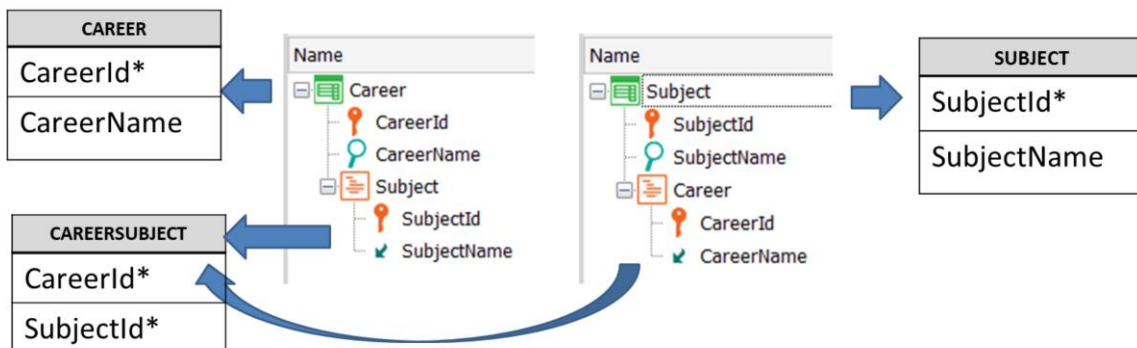 CAREER
CareerId*
CareerName
Name
Career
CareerId
CareerName
Subject
SubjectId
SubjectName
Name
Subject
SubjectId
SubjectName
Career
CareerId
CareerName
SUBJECT
SubjectId*
SubjectName
CAREERSUBJECT
CareerId*
SubjectId*